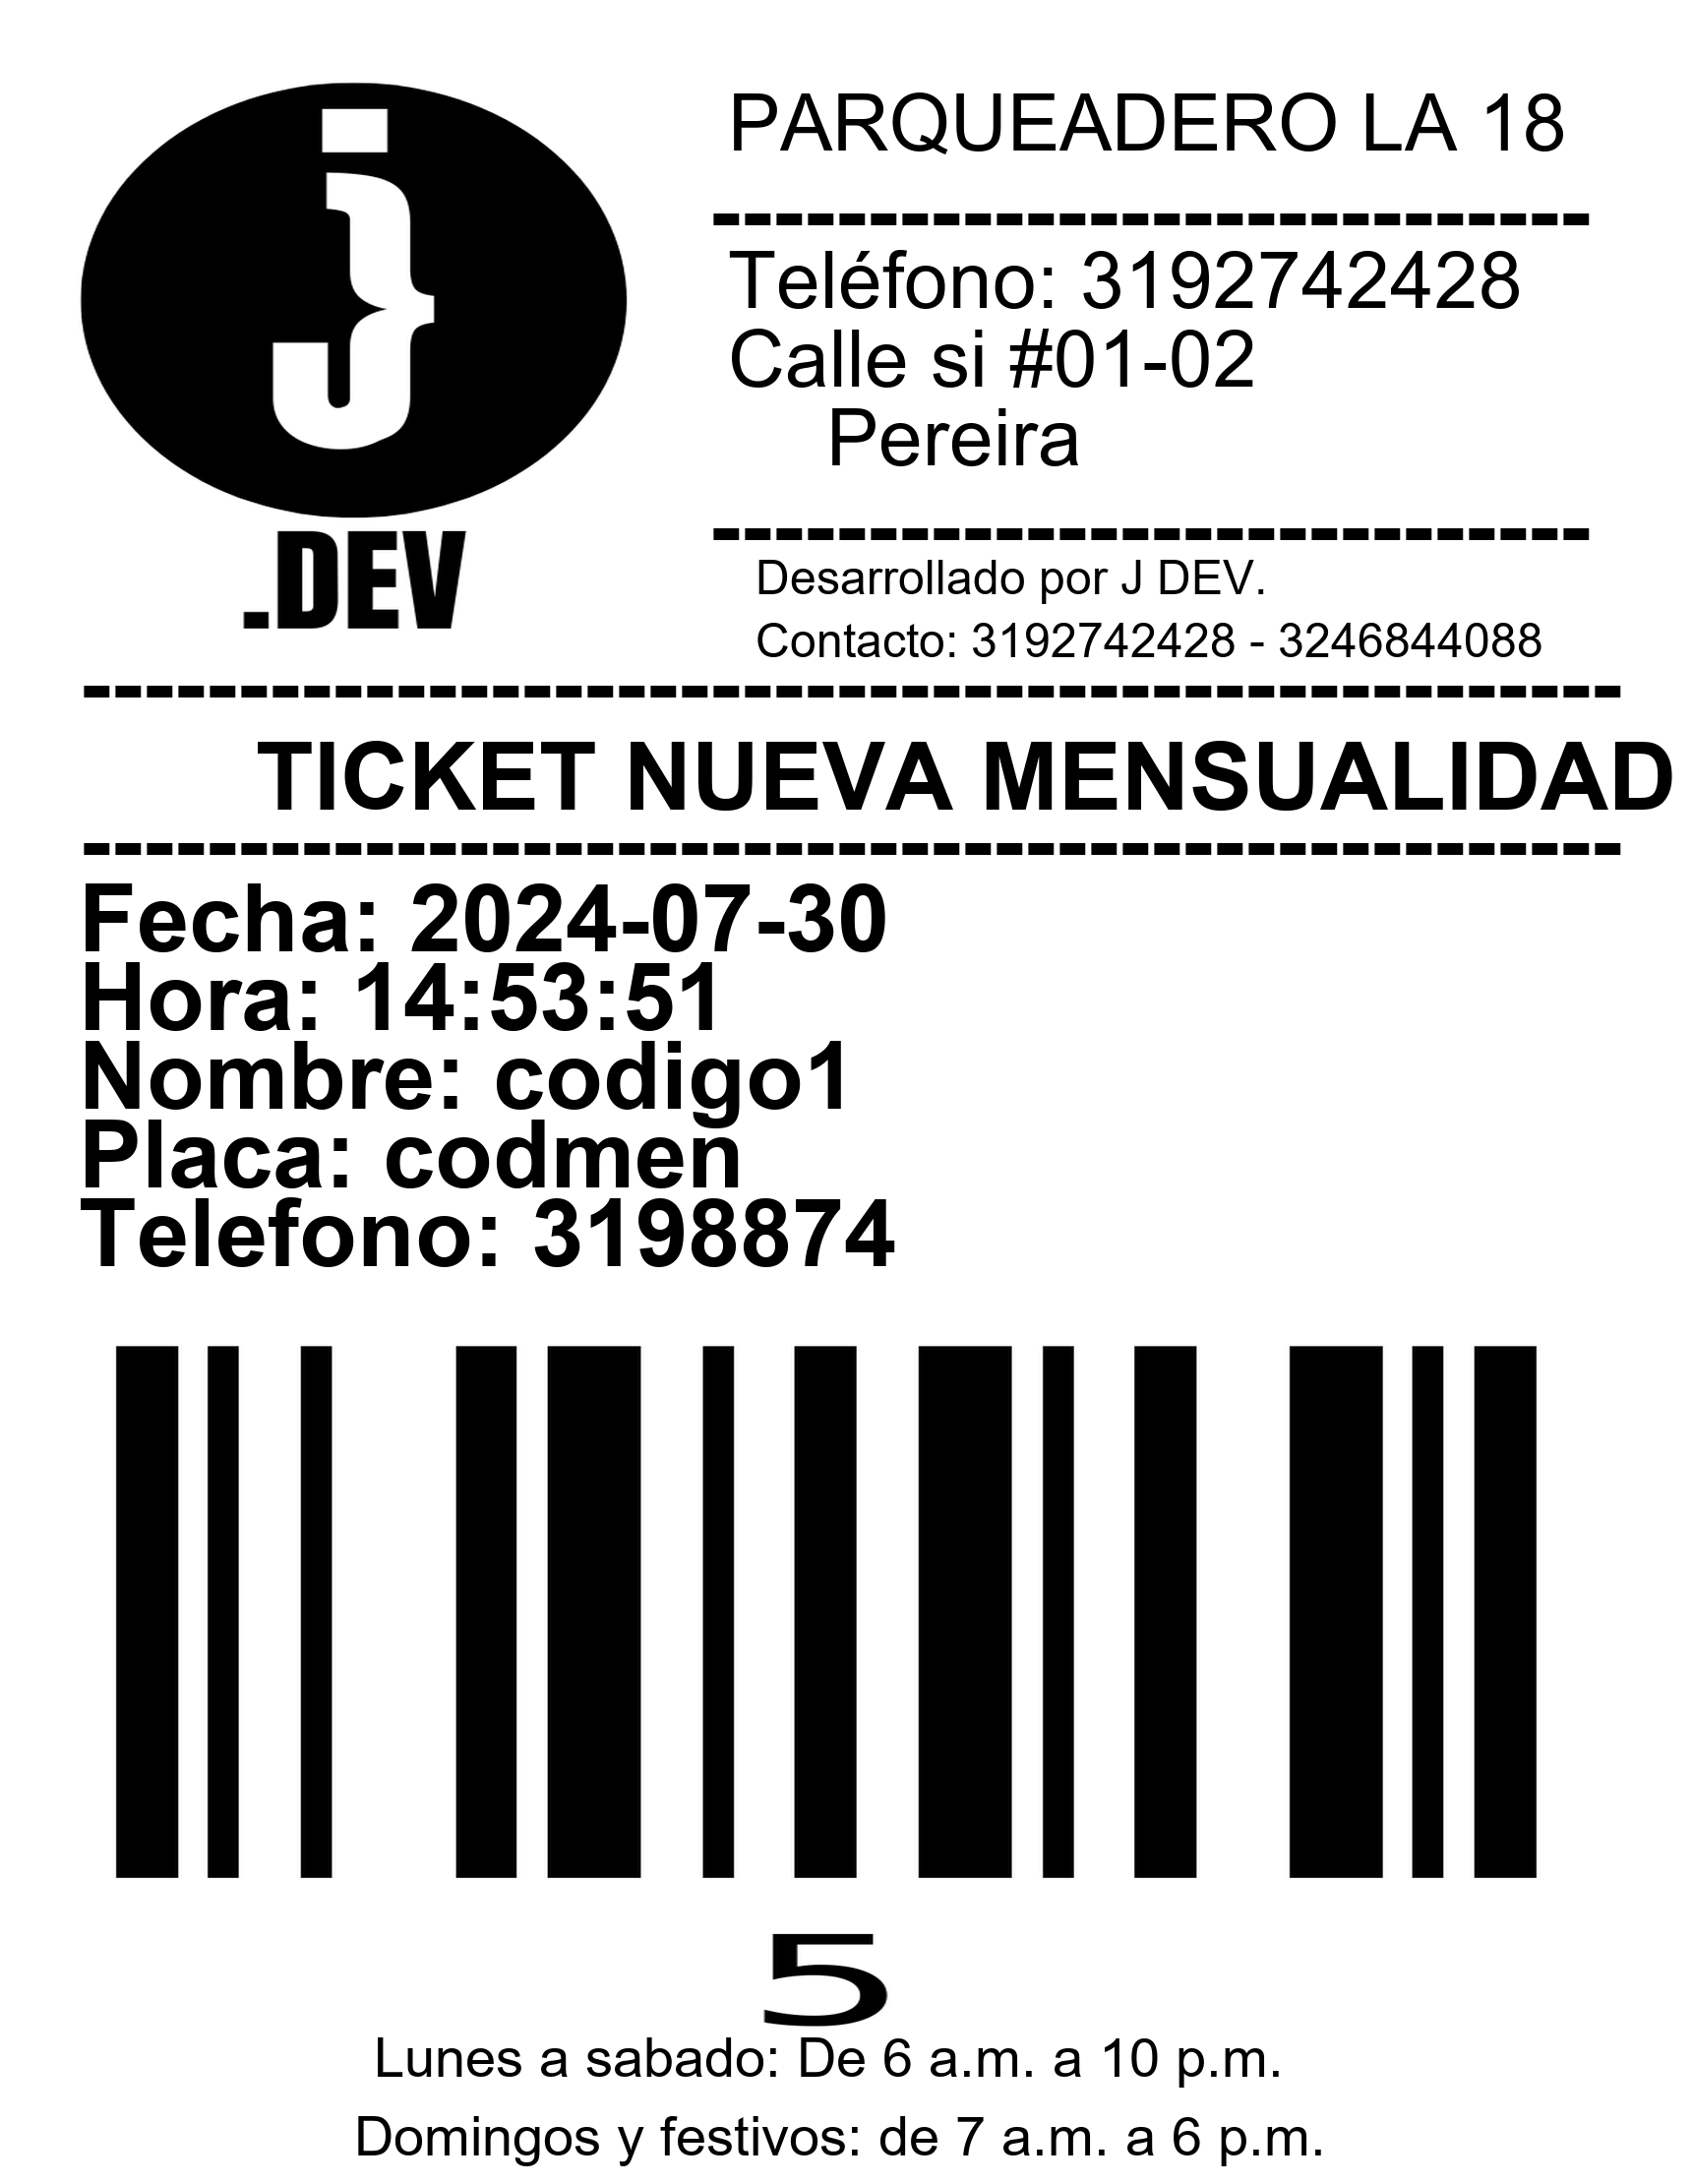 j
.DEV
PARQUEADERO LA 18
----------------------------
Teléfono: 3192742428
Calle si #01-02
Pereira
----------------------------
Desarrollado por J DEV.
Contacto: 3192742428 - 3246844088
-------------------------------------------------
TICKET NUEVA MENSUALIDAD
-------------------------------------------------
Fecha: 2024-07-30
Hora: 14:53:51
Nombre: codigo1
Placa: codmen
Telefono: 3198874
5
Lunes a sabado: De 6 a.m. a 10 p.m.
Domingos y festivos: de 7 a.m. a 6 p.m.